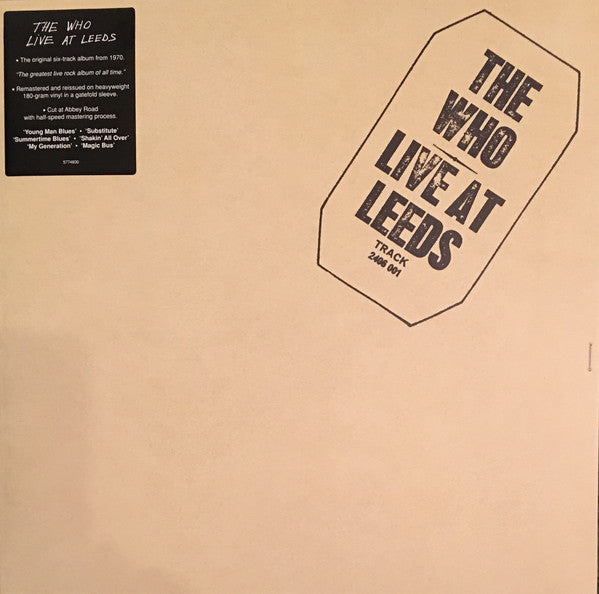 THE WHO
LIVE AT LEEDS
• The original six-track album from 1970.
"The greatest live rock album of all time."
• Remastered and reissued on heavyweight
180-gram vinyl in a gatefold sleeve.
• Cut at Abbey Road
with half-speed mastering process.
'Young Man Blues' • 'Substitute'
'Summertime Blues' • 'Shakin' All Over'
'My Generation' • 'Magic Bus'
5774930
THE
WHO
LIVE AT
LEEDS
TRACK
2406 001